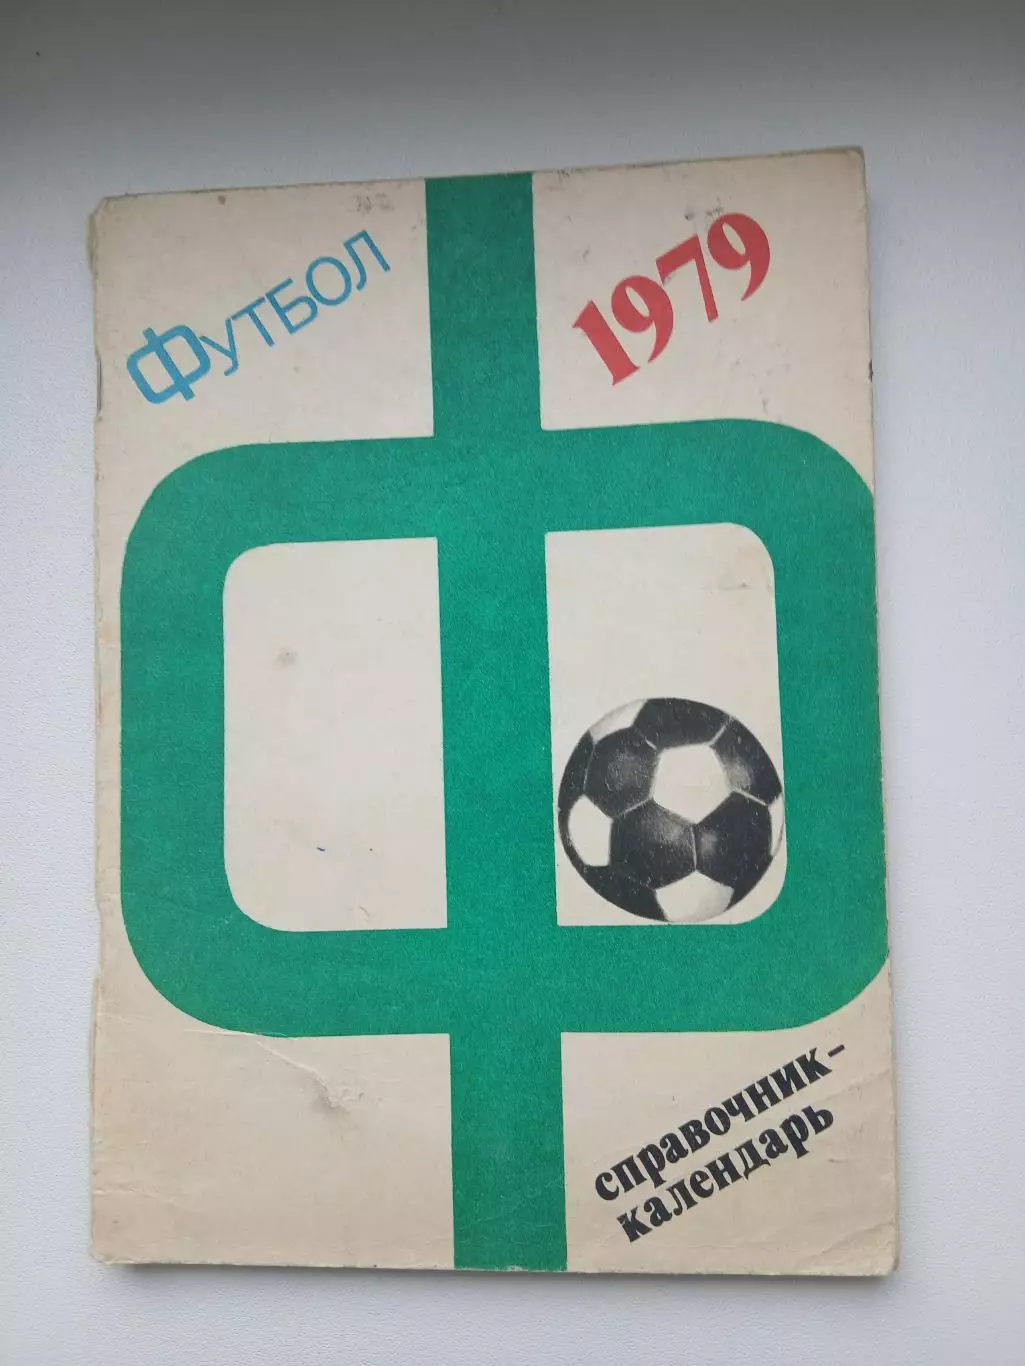 Футбол
1979
Ф
справочник-
календарь